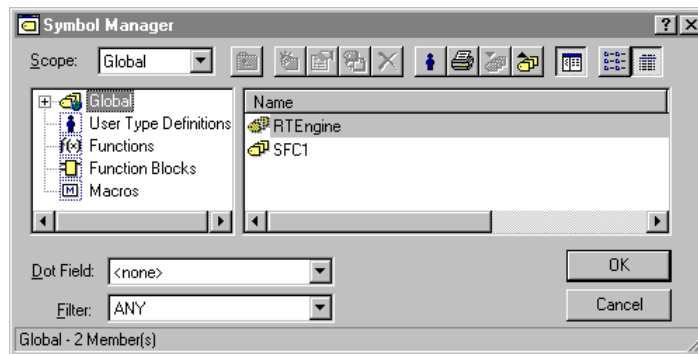 Symbol Manager
Scope: Global
Global
User Type Definitions
f(x) Functions
Function Blocks
M Macros
Name
RTEngine
SFC1
Dot Field: <none>
Filter: ANY
OK
Cancel
Global - 2 Member(s)